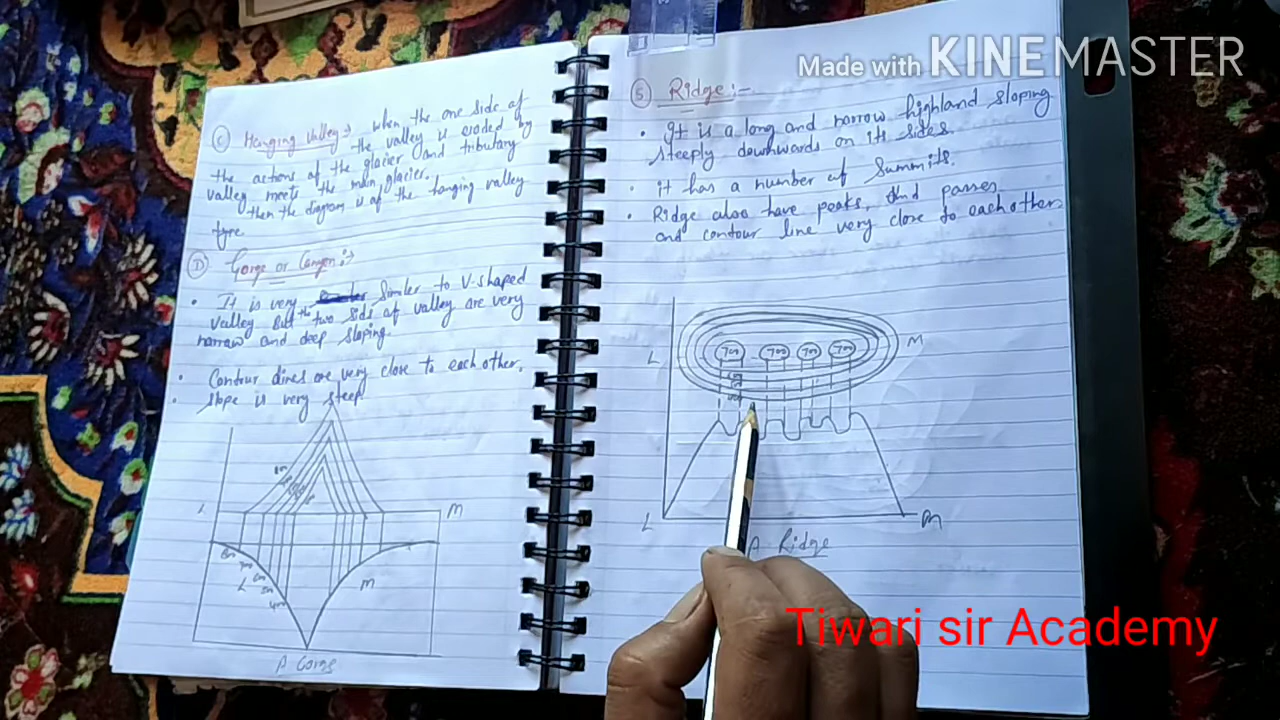 Made with KINEMASTER
C Hanging valley:- when the one side of
the valley is eroded by
the actions of the glacier and tributary
valley meets the main glacier.
then the diagram is of the hanging valley
type.
D Gorge or Canyon:-
It is very similer to V-shaped
valley but the two side of valley are very
narrow and deep sloping.
Contour lines are very close to each other.
slope is very steep
L M
L M
A Gorge
5 Ridge:-
It is a long and narrow highland sloping
steeply downwards on its sides.
it has a number of Summits.
Ridge also have peaks, and passes
and contour line very close to each other.
L 700 700 700 700 M
L M
A Ridge
Tiwari sir Academy